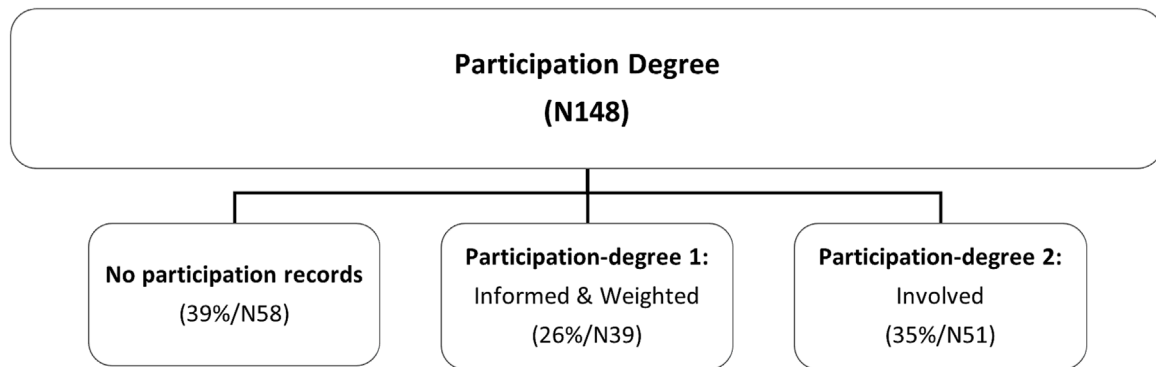 Participation Degree
(N148)
No participation records
(39%/N58)
Participation-degree 1:
Informed & Weighted
(26%/N39)
Participation-degree 2:
Involved
(35%/N51)